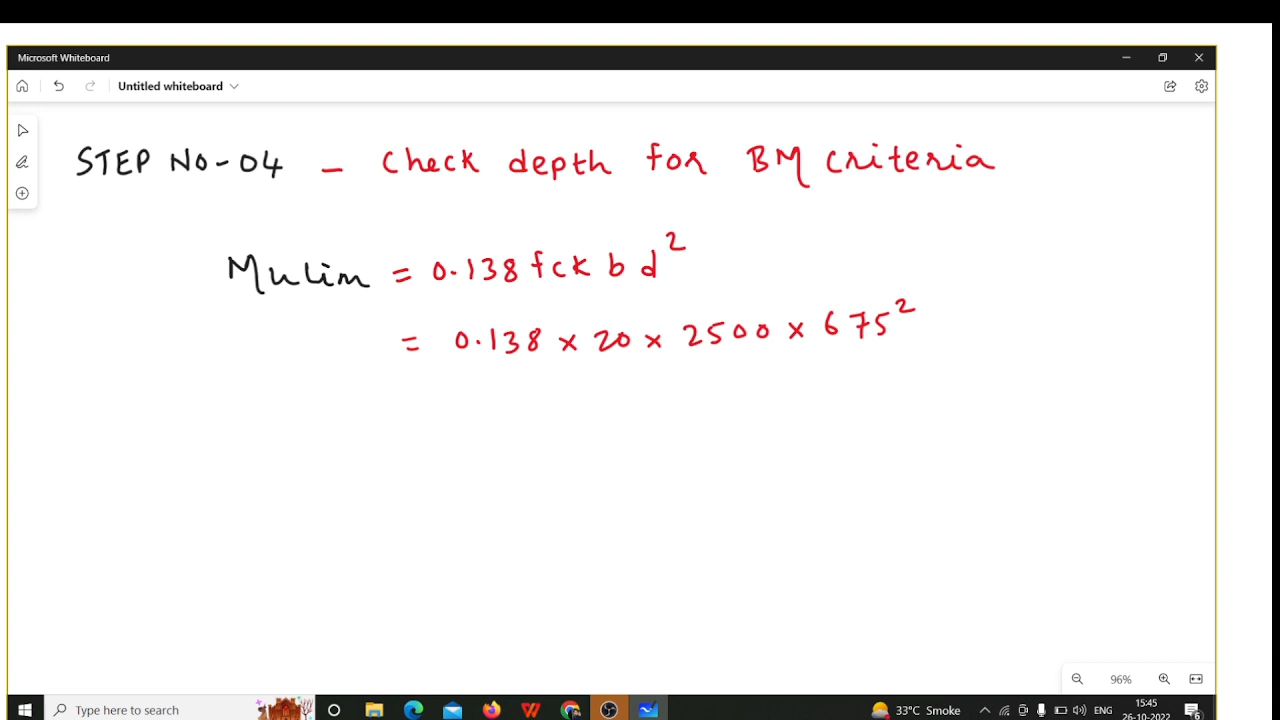 Microsoft Whiteboard
Untitled whiteboard
STEP NO-04 - Check depth for BM criteria
Mulim = 0.138 fck b d²
= 0.138 × 20 × 2500 × 675²
96%
Type here to search
33°C Smoke
ENG
15:45
26-10-2022
6